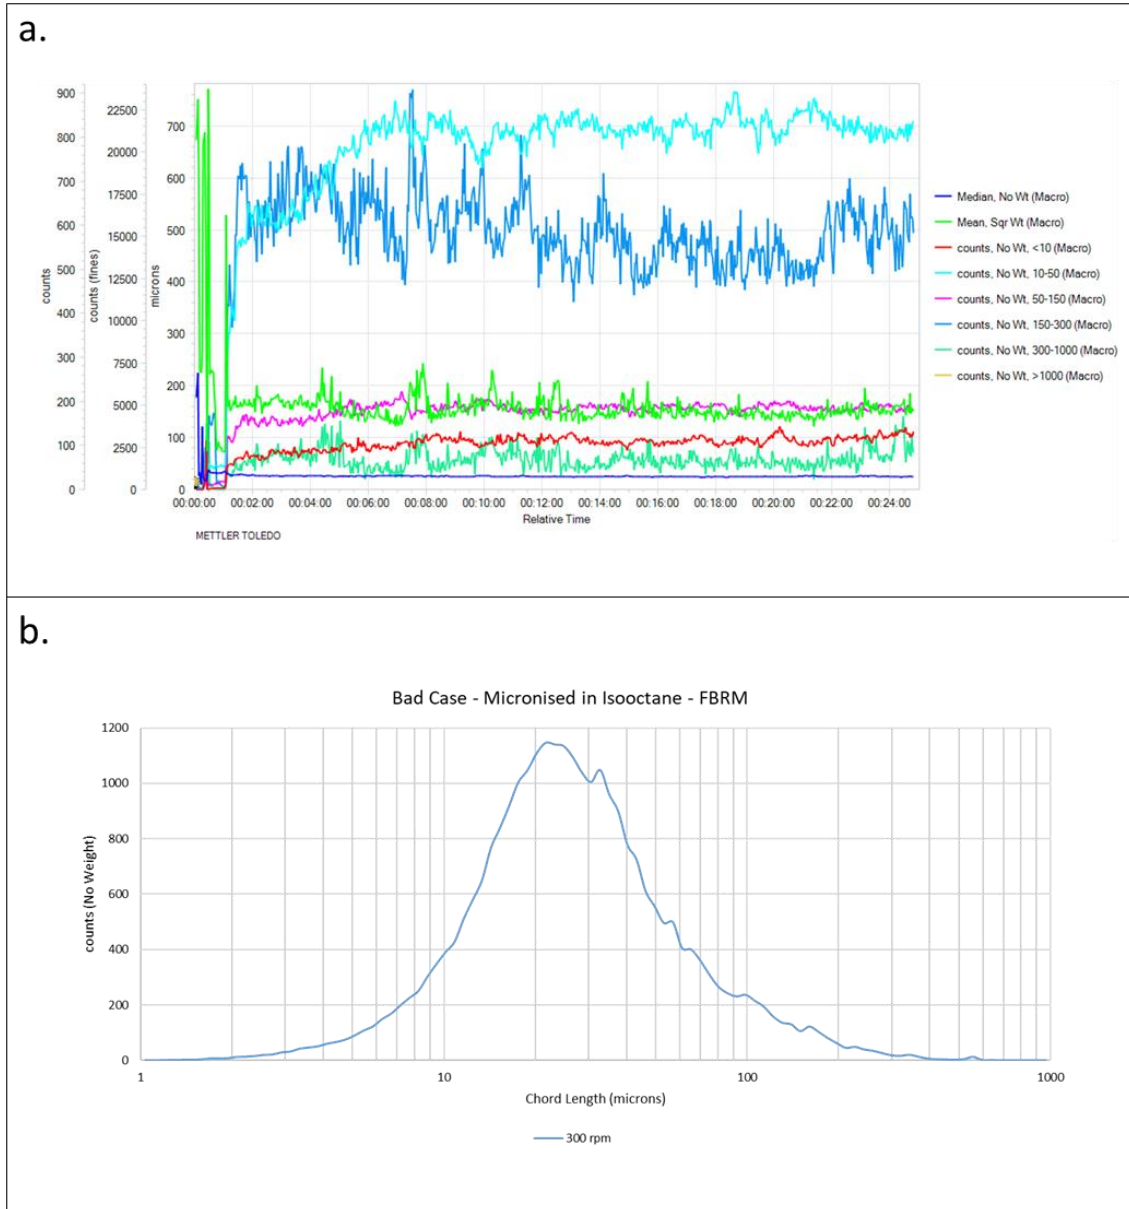 a.
900
800
700
600
500
400
300
200
100
0
counts
22500
20000
17500
15000
12500
10000
7500
5000
2500
0
counts (fines)
700
600
500
400
300
200
100
0
microns
00:00:00 00:02:00 00:04:00 00:06:00 00:08:00 00:10:00 00:12:00 00:14:00 00:16:00 00:18:00 00:20:00 00:22:00 00:24:00
Relative Time
METTLER TOLEDO
Median, No Wt (Macro)
Mean, Sqr Wt (Macro)
counts, No Wt, <10 (Macro)
counts, No Wt, 10-50 (Macro)
counts, No Wt, 50-150 (Macro)
counts, No Wt, 150-300 (Macro)
counts, No Wt, 300-1000 (Macro)
counts, No Wt, >1000 (Macro)
b.
Bad Case - Micronised in Isooctane - FBRM
1200
1000
800
600
400
200
0
counts (No Weight)
1 10 100 1000
Chord Length (microns)
300 rpm